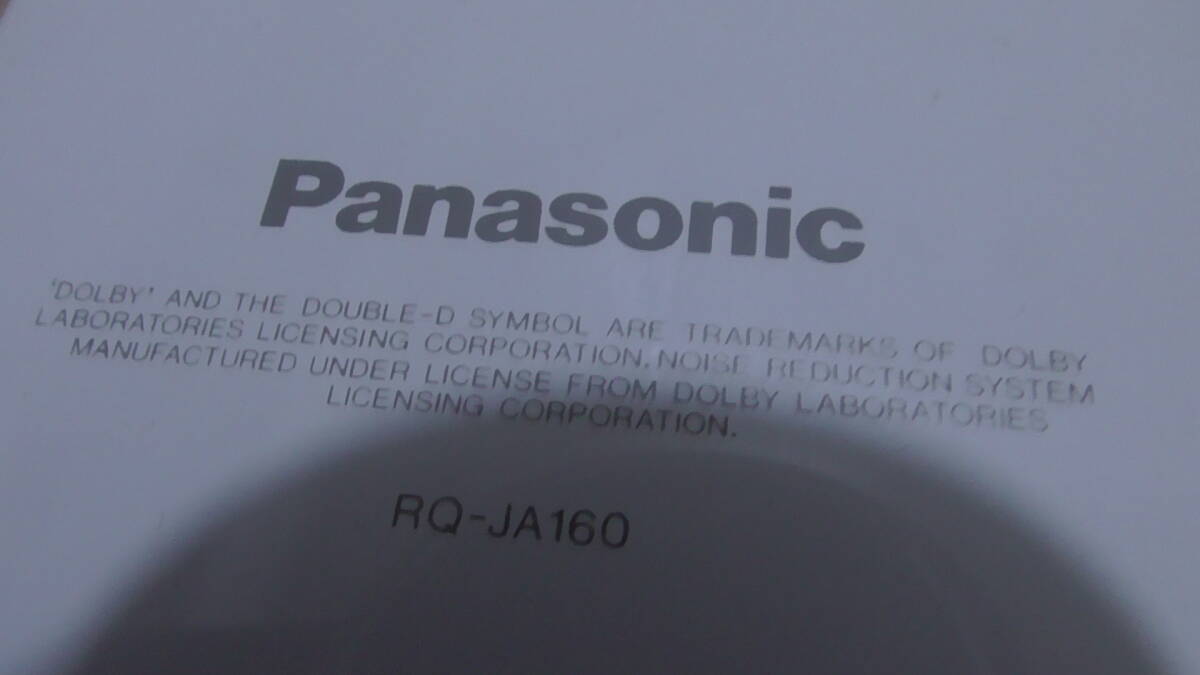 Panasonic
'DOLBY' AND THE DOUBLE-D SYMBOL ARE TRADEMARKS OF DOLBY
LABORATORIES LICENSING CORPORATION. NOISE REDUCTION SYSTEM
MANUFACTURED UNDER LICENSE FROM DOLBY LABORATORIES
LICENSING CORPORATION.
RQ-JA160